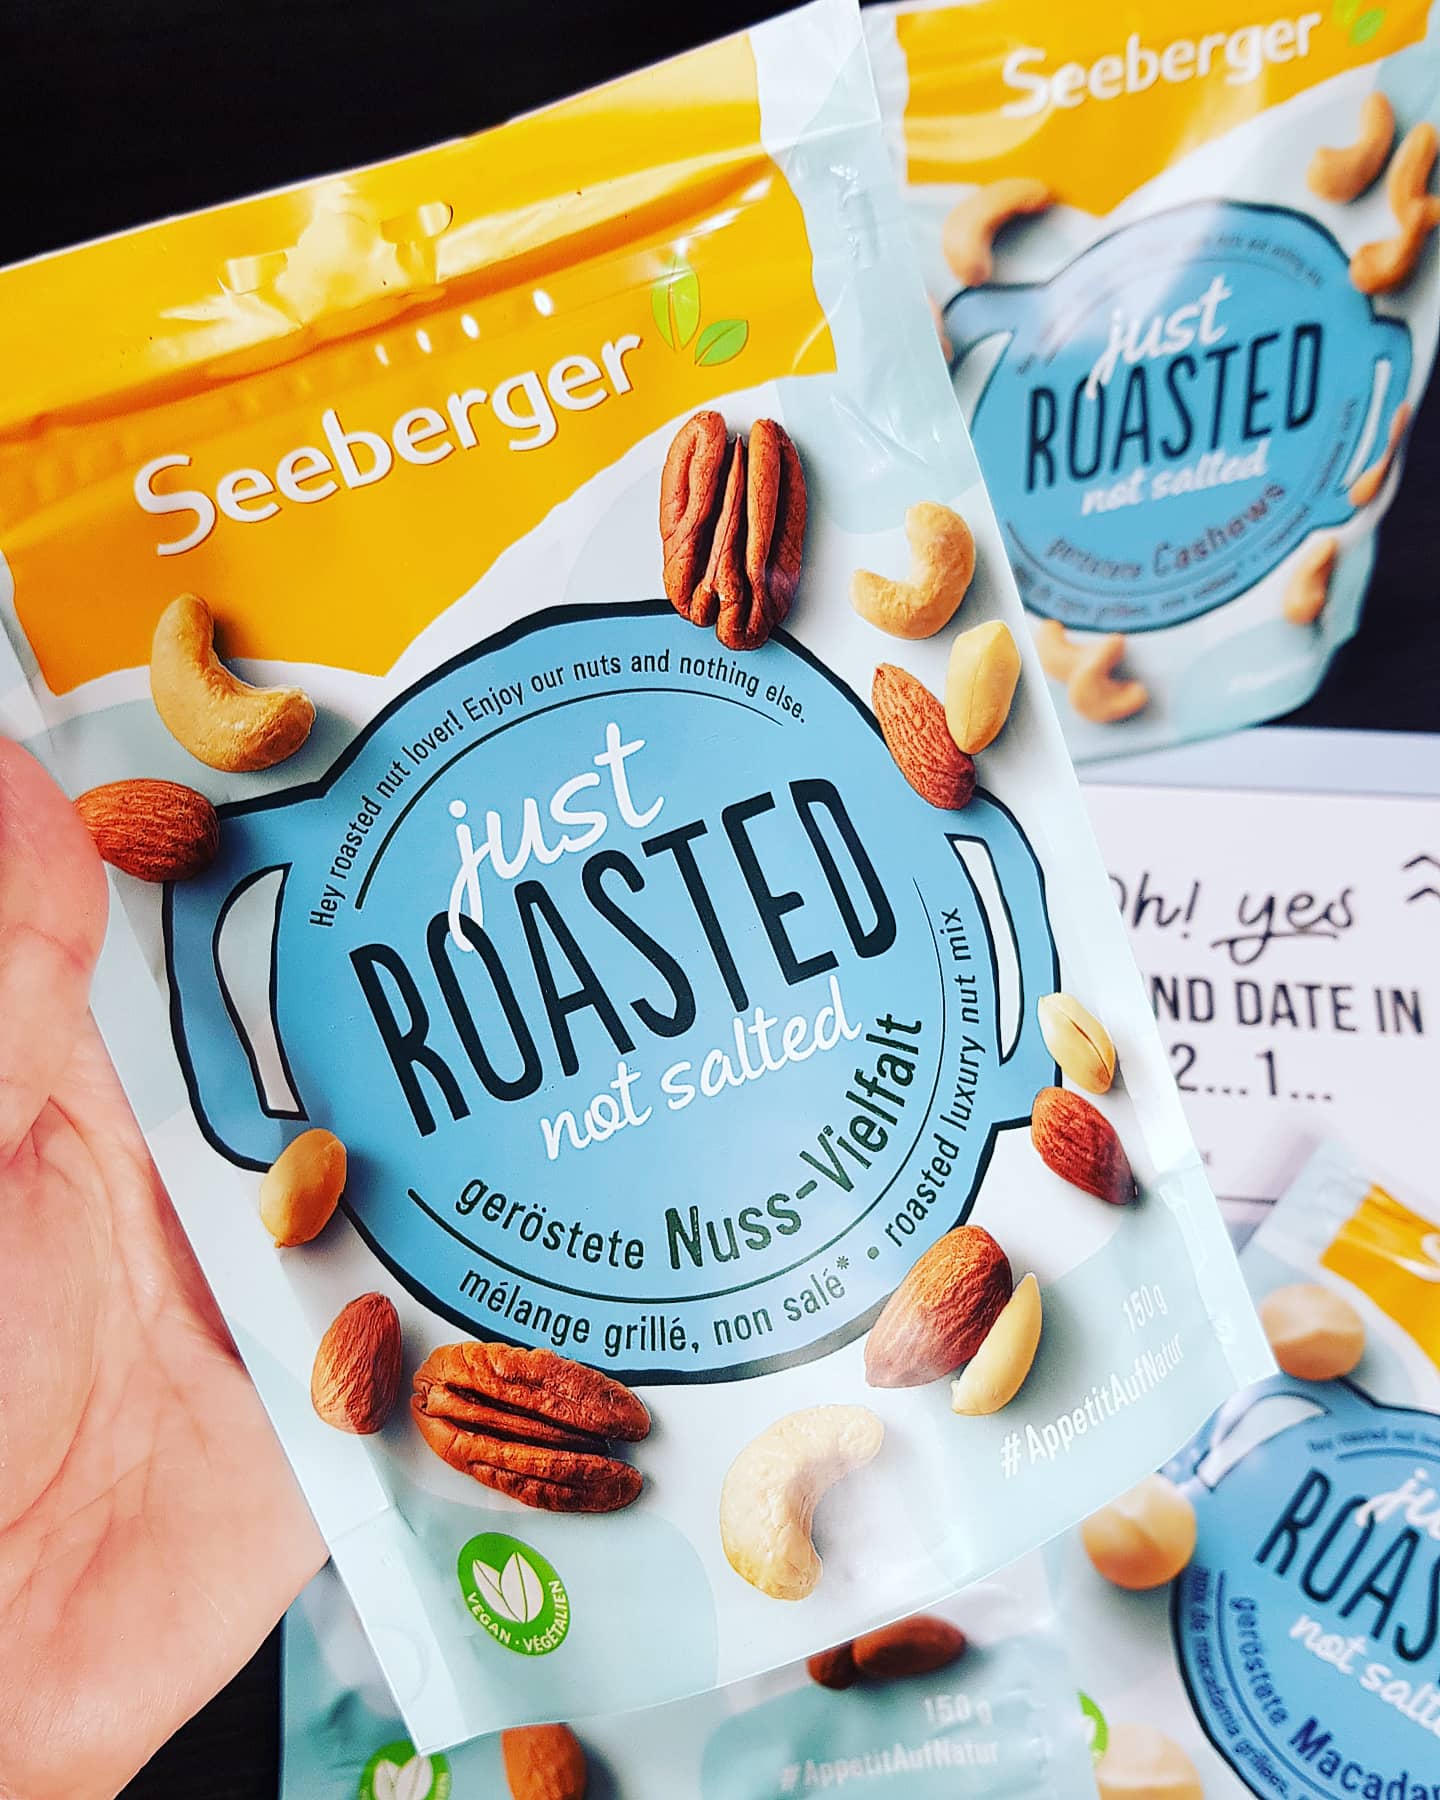 Seeberger
Hey roasted nut lover! Enjoy our nuts and nothing else.
just
ROASTED
not salted
geröstete Nuss-Vielfalt
mélange grillé, non salé* • roasted luxury nut mix
150 g
#AppetitAufNatur
VEGAN · VÉGÉTALIEN
Seeberger
just
ROASTED
not salted
geröstete Cashews
Oh! yes
ND DATE IN
2... 1...
150 g
#AppetitAufNatur
ROAS
not salt
geröstete Macada